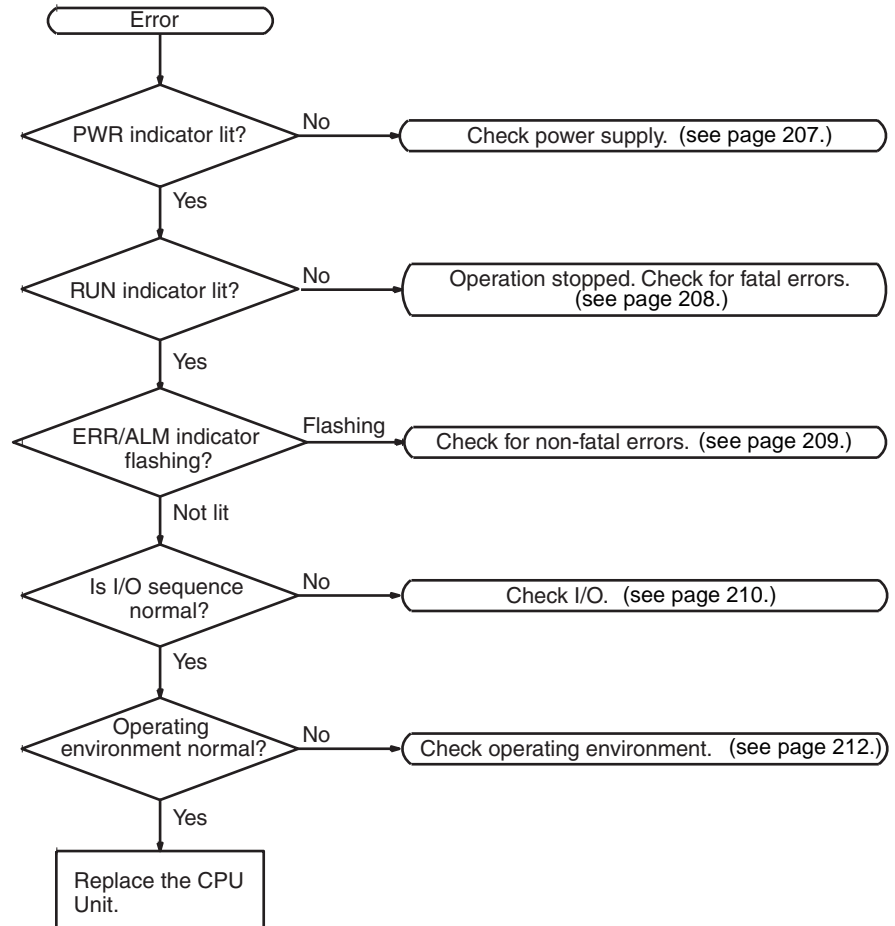 Error
PWR indicator lit?
No
Check power supply. (see page 207.)
Yes
RUN indicator lit?
No
Operation stopped. Check for fatal errors.
(see page 208.)
Yes
ERR/ALM indicator
flashing?
Flashing
Check for non-fatal errors. (see page 209.)
Not lit
Is I/O sequence
normal?
No
Check I/O. (see page 210.)
Yes
Operating
environment normal?
No
Check operating environment. (see page 212.)
Yes
Replace the CPU
Unit.